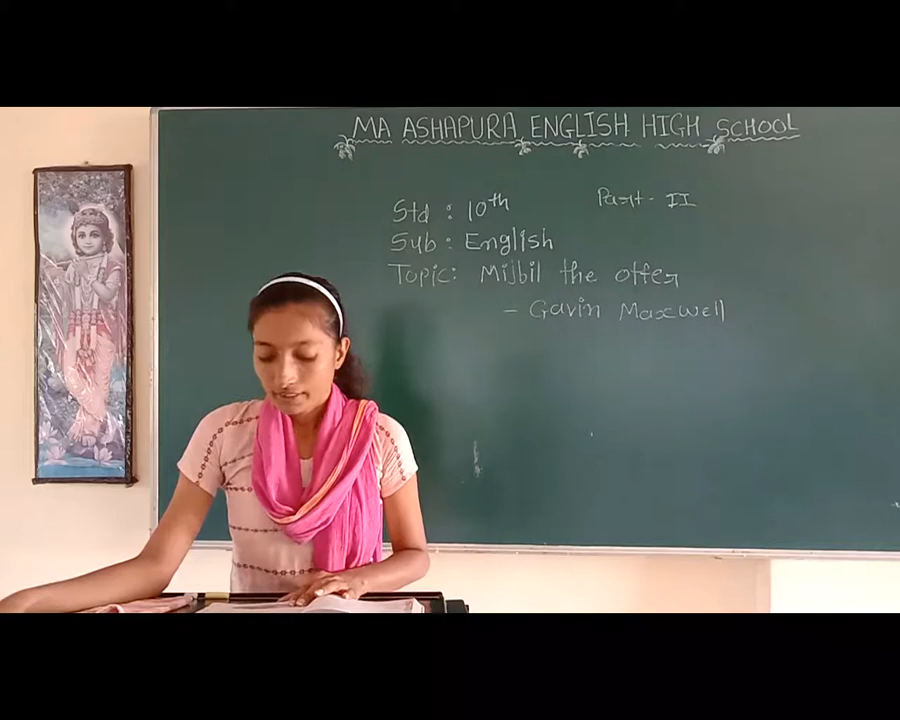 MA ASHAPURA ENGLISH HIGH SCHOOL
Std : 10th Part - II
Sub : English
Topic: Mijbil the otter
- Gavin Maxwell